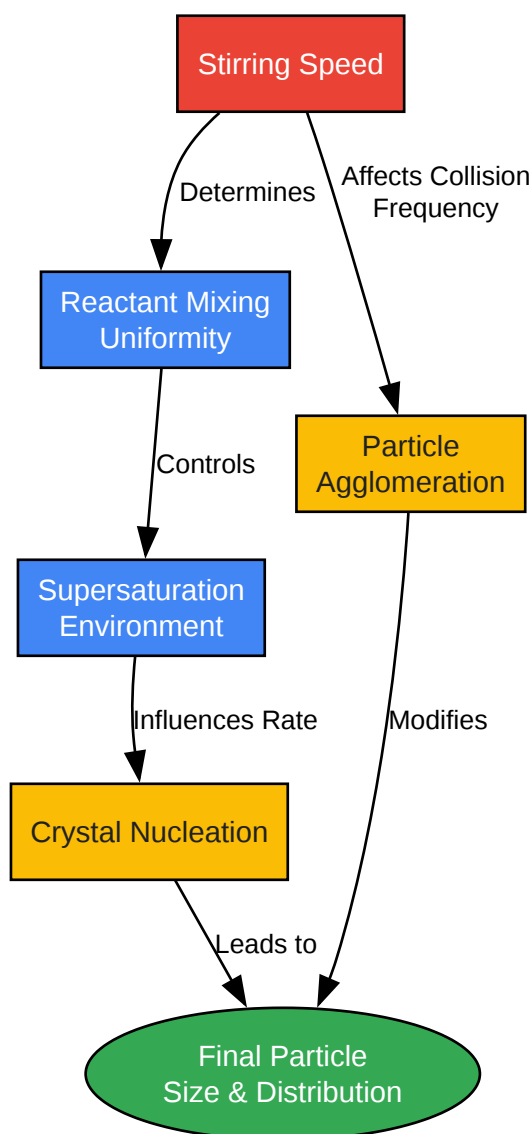 Stirring Speed
Determines
Affects Collision
Frequency
Reactant Mixing
Uniformity
Controls
Particle
Agglomeration
Supersaturation
Environment
Influences Rate
Modifies
Crystal Nucleation
Leads to
Final Particle
Size & Distribution